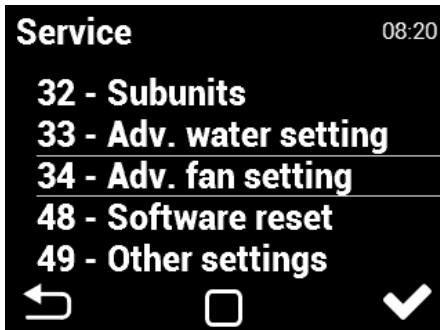 Service 08:20
32 - Subunits
33 - Adv. water setting
34 - Adv. fan setting
48 - Software reset
49 - Other settings